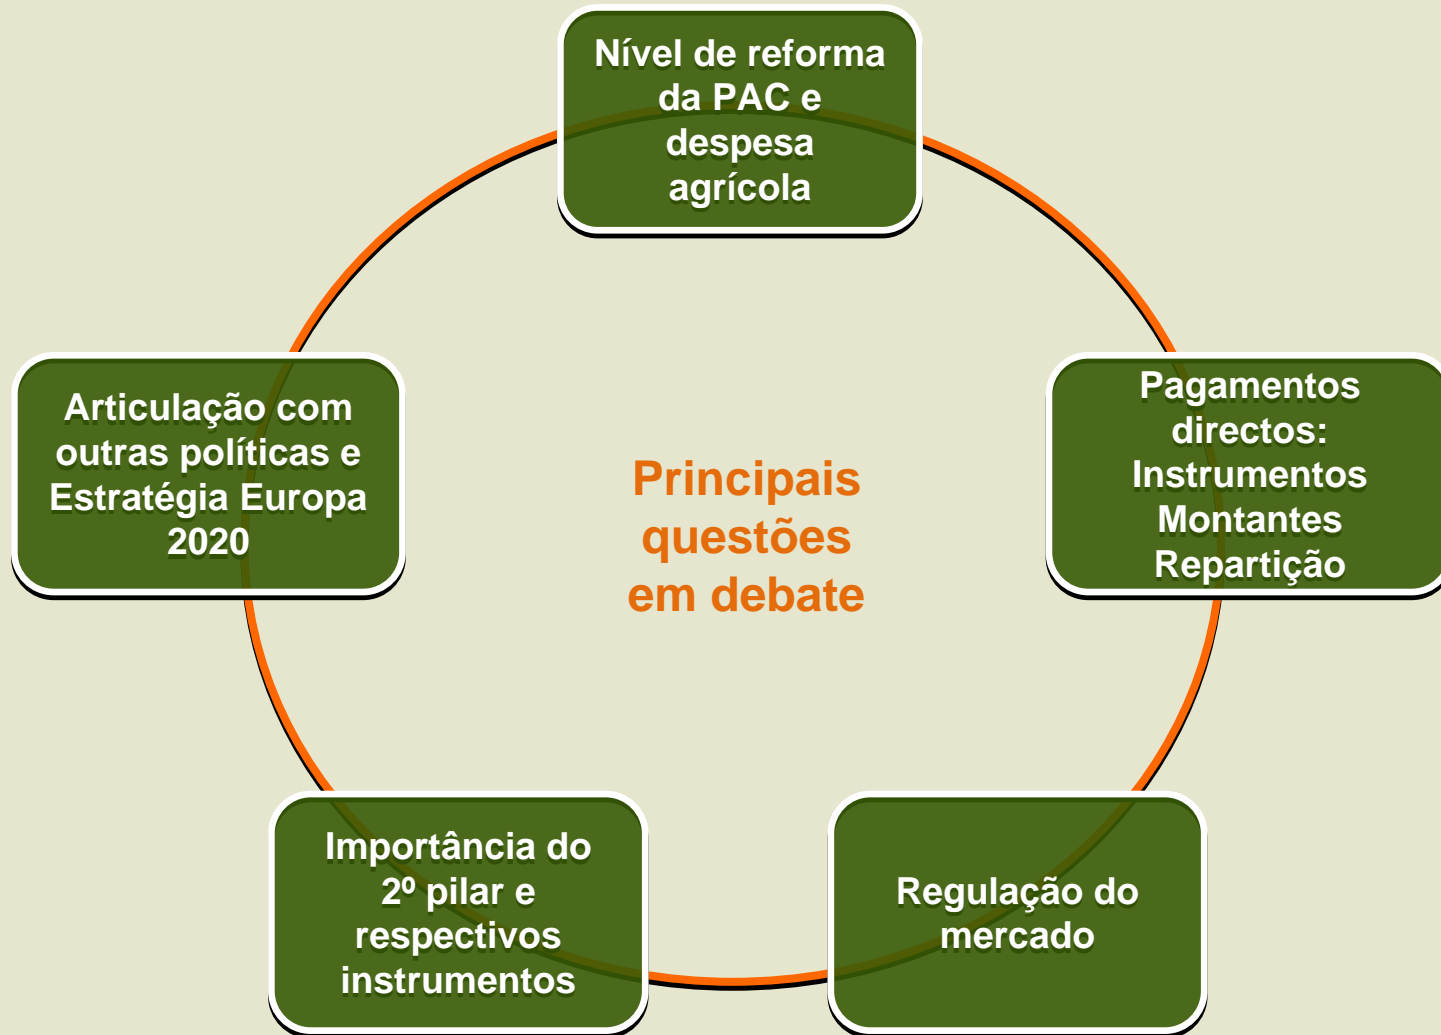 Nível de reforma
da PAC e
despesa
agrícola
Articulação com
outras políticas e
Estratégia Europa
2020
Pagamentos
directos:
Instrumentos
Montantes
Repartição
Principais
questões
em debate
Importância do
2º pilar e
respectivos
instrumentos
Regulação do
mercado